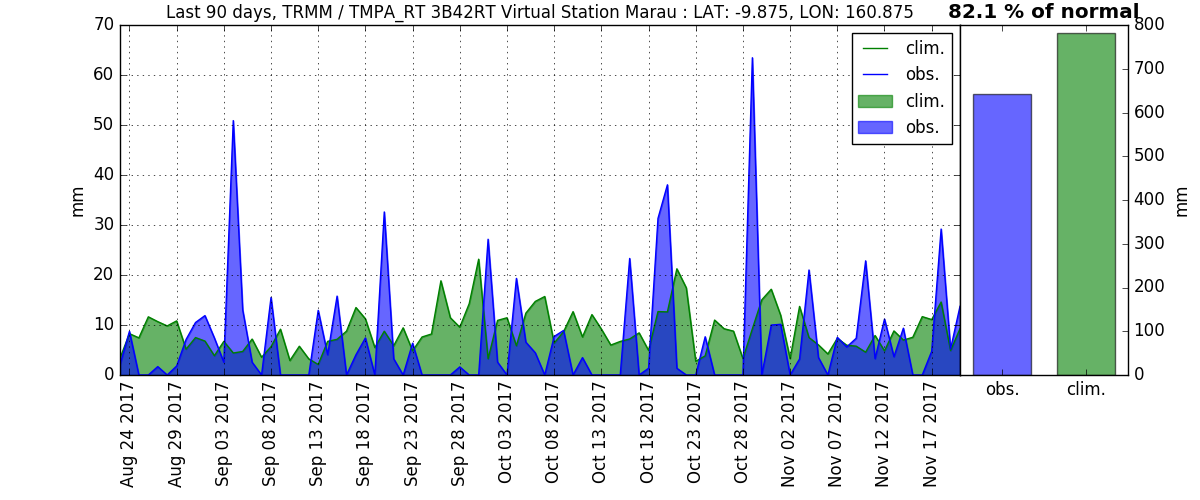 Last 90 days, TRMM / TMPA_RT 3B42RT Virtual Station Marau : LAT: -9.875, LON: 160.875
82.1 % of normal
70
60
50
40
30
20
10
0
mm
clim.
obs.
clim.
obs.
800
700
600
500
400
300
200
100
0
mm
Aug 24 2017
Aug 29 2017
Sep 03 2017
Sep 08 2017
Sep 13 2017
Sep 18 2017
Sep 23 2017
Sep 28 2017
Oct 03 2017
Oct 08 2017
Oct 13 2017
Oct 18 2017
Oct 23 2017
Oct 28 2017
Nov 02 2017
Nov 07 2017
Nov 12 2017
Nov 17 2017
obs.
clim.